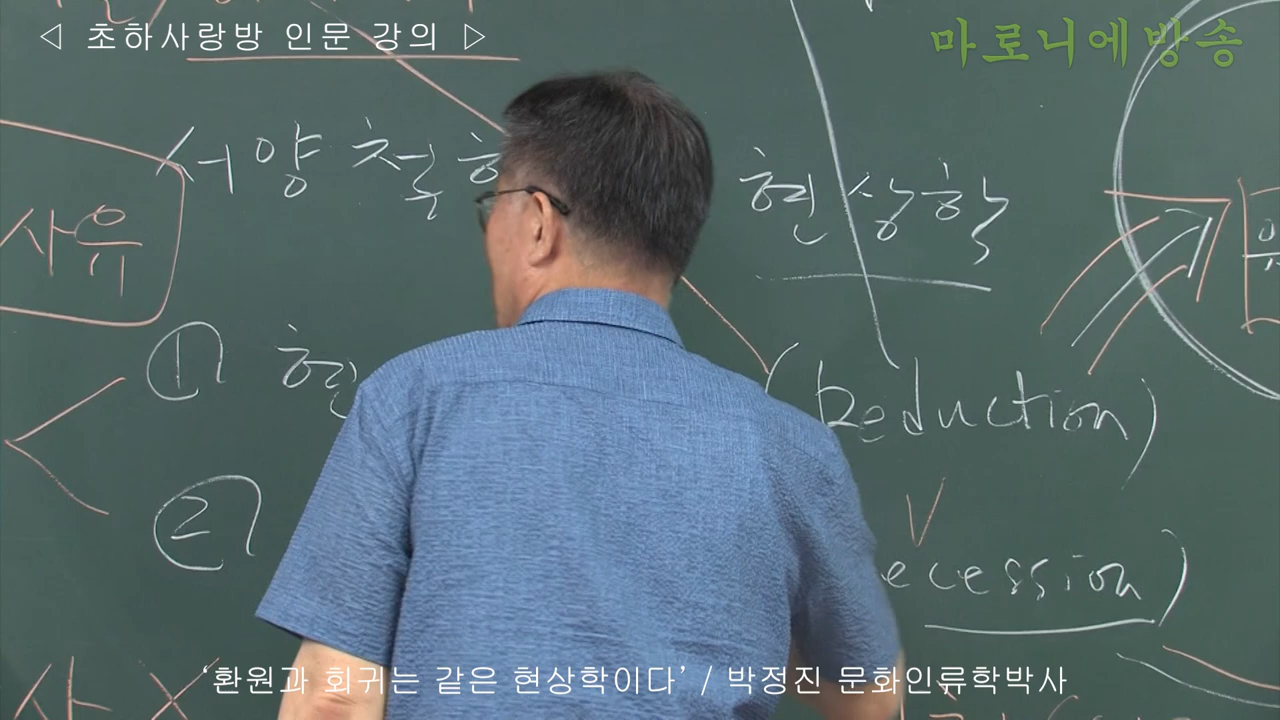 ◁ 초하사랑방 인문 강의 ▷
마로니에방송
서양철
현상학
사유
①
(Reduction)
②
ecession)
‘환원과 회귀는 같은 현상학이다’ / 박정진 문화인류학박사